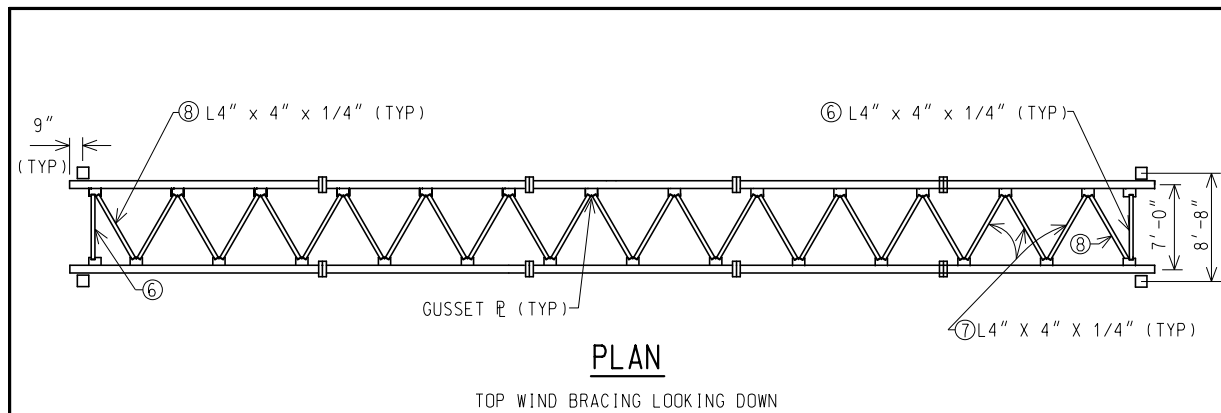 ⑧ L4" x 4" x 1/4" (TYP)
⑥ L4" x 4" x 1/4" (TYP)
9"
(TYP)
7'-0"
8'-8"
⑧
⑥
GUSSET ⅊ (TYP)
⑦L4" X 4" X 1/4" (TYP)
PLAN
TOP WIND BRACING LOOKING DOWN